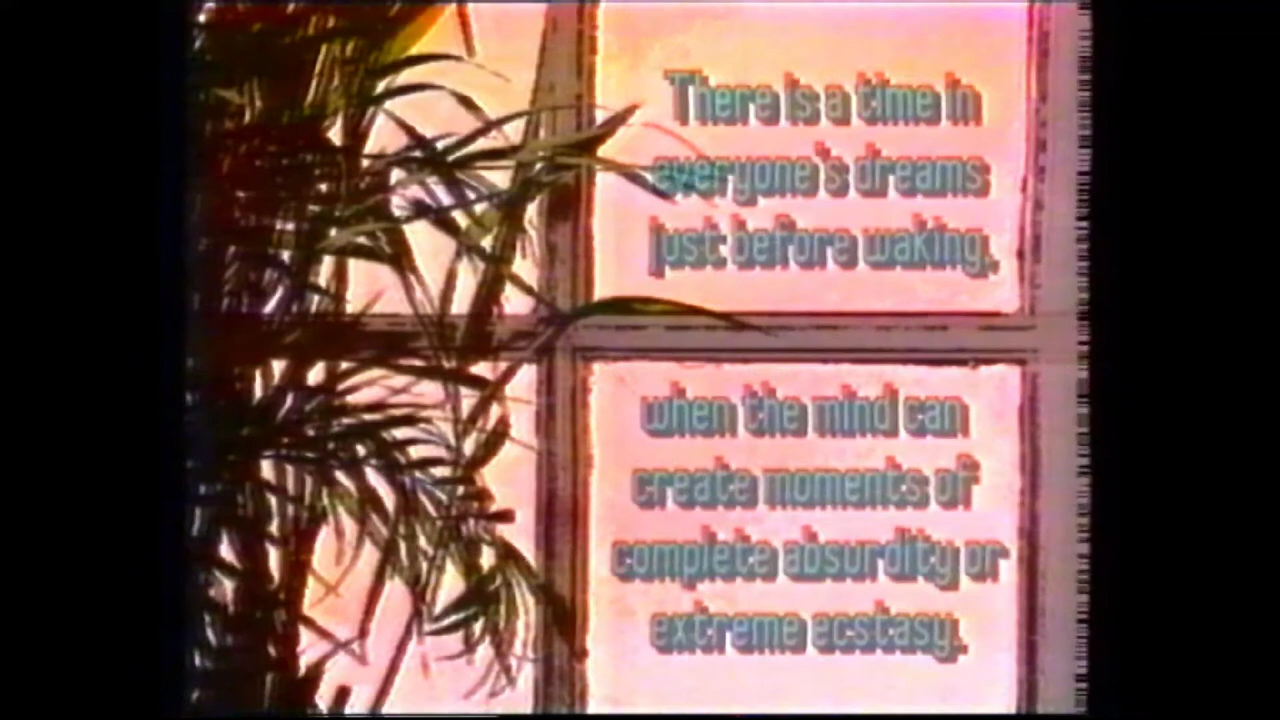 There is a time in
everyone's dreams
just before waking,
when the mind can
create moments of
complete absurdity or
extreme ecstasy.